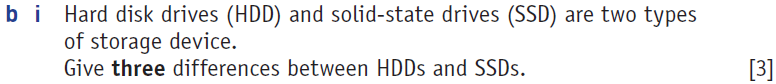 b i Hard disk drives (HDD) and solid-state drives (SSD) are two types
of storage device.
Give three differences between HDDs and SSDs. [3]